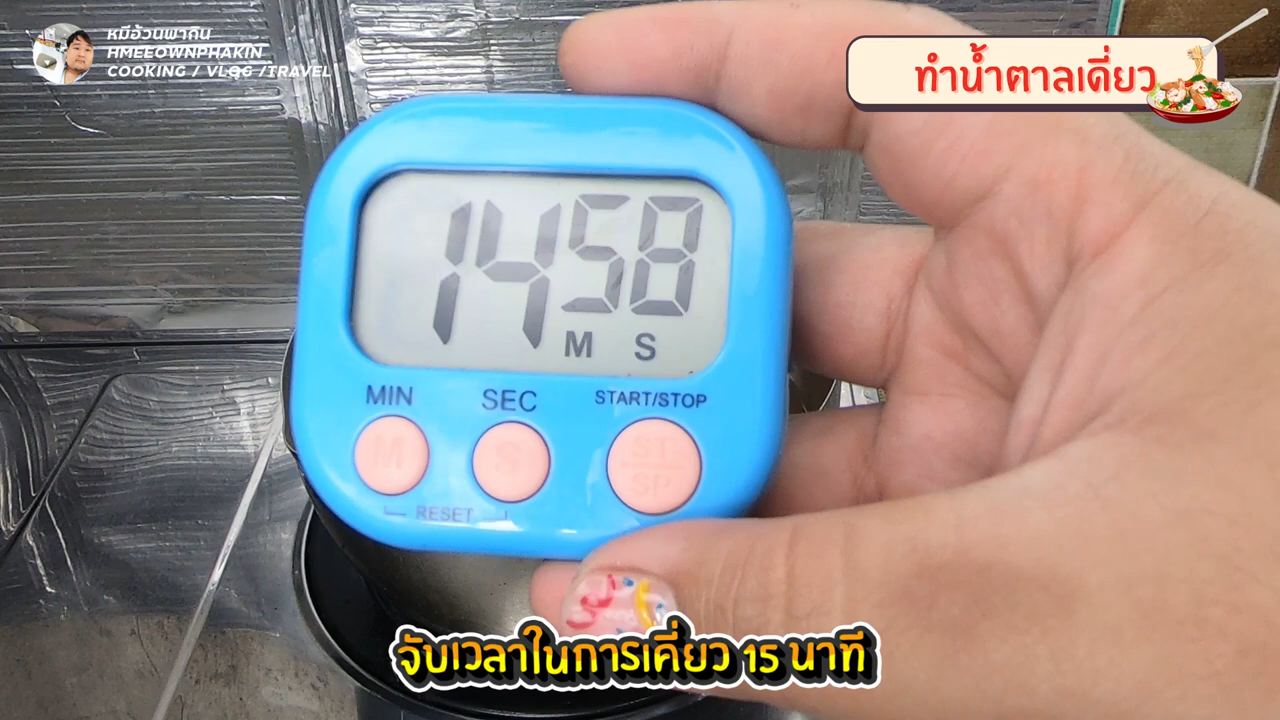 หมีอ้วนพากิน
HMEEOWNPHAKIN
COOKING / VLOG /TRAVEL
ทำน้ำตาลเคี่ยว
14 58
M S
MIN SEC START/STOP
M S ST
SP
RESET
จับเวลาในการเคี่ยว 15 นาที